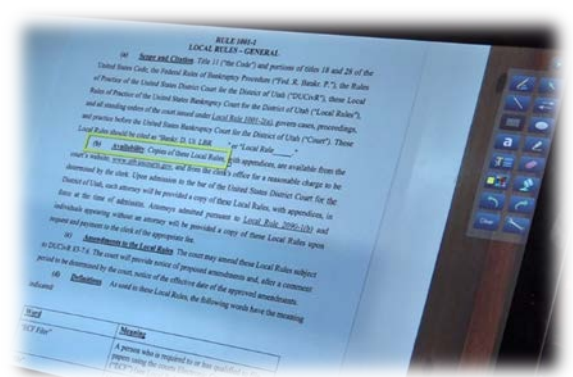 RULE 1001-1
LOCAL RULES - GENERAL
(a) Scope and Citation. Title 11 ("the Code") and portions of titles 18 and 28 of the
United States Code, the Federal Rules of Bankruptcy Procedure ("Fed. R. Bankr. P."), the Rules
of Practice of the United States District Court for the District of Utah ("DUCivR"), these Local
Rules of Practice of the United States Bankruptcy Court for the District of Utah ("Local Rules"),
and all standing orders of the court issued under Local Rule 1001-2(a), govern cases, proceedings,
and practice before the United States Bankruptcy Court for the District of Utah ("Court"). These
Local Rules should be cited as "Bankr. D. Ut. LBR " or "Local Rule____."
(b) Availability. Copies of these Local Rules, with appendices, are available from the
court's website, www.utb.uscourts.gov, and from the clerk's office for a reasonable charge to be
determined by the clerk. Upon admission to the bar of the United States District Court for the
District of Utah, each attorney will be provided a copy of these Local Rules, with appendices, in
force at the time of admission. Attorneys admitted pursuant to Local Rule 2090-1(b) and
individuals appearing without an attorney will be provided a copy of these Local Rules upon
request and payment to the clerk of the appropriate fee.
(c) Amendments to the Local Rules. The court may amend these Local Rules subject
to DUCivR 83-7.6. The court will provide notice of proposed amendments and, after a comment
period to be determined by the court, notice of the effective date of the approved amendments.
(d) Definitions. As used in these Local Rules, the following words have the meaning
indicated
Word Meaning
"ECF Filer" A person who is required to or has qualified to
papers using the courts Electronic
("ECF")
a
T
Clear